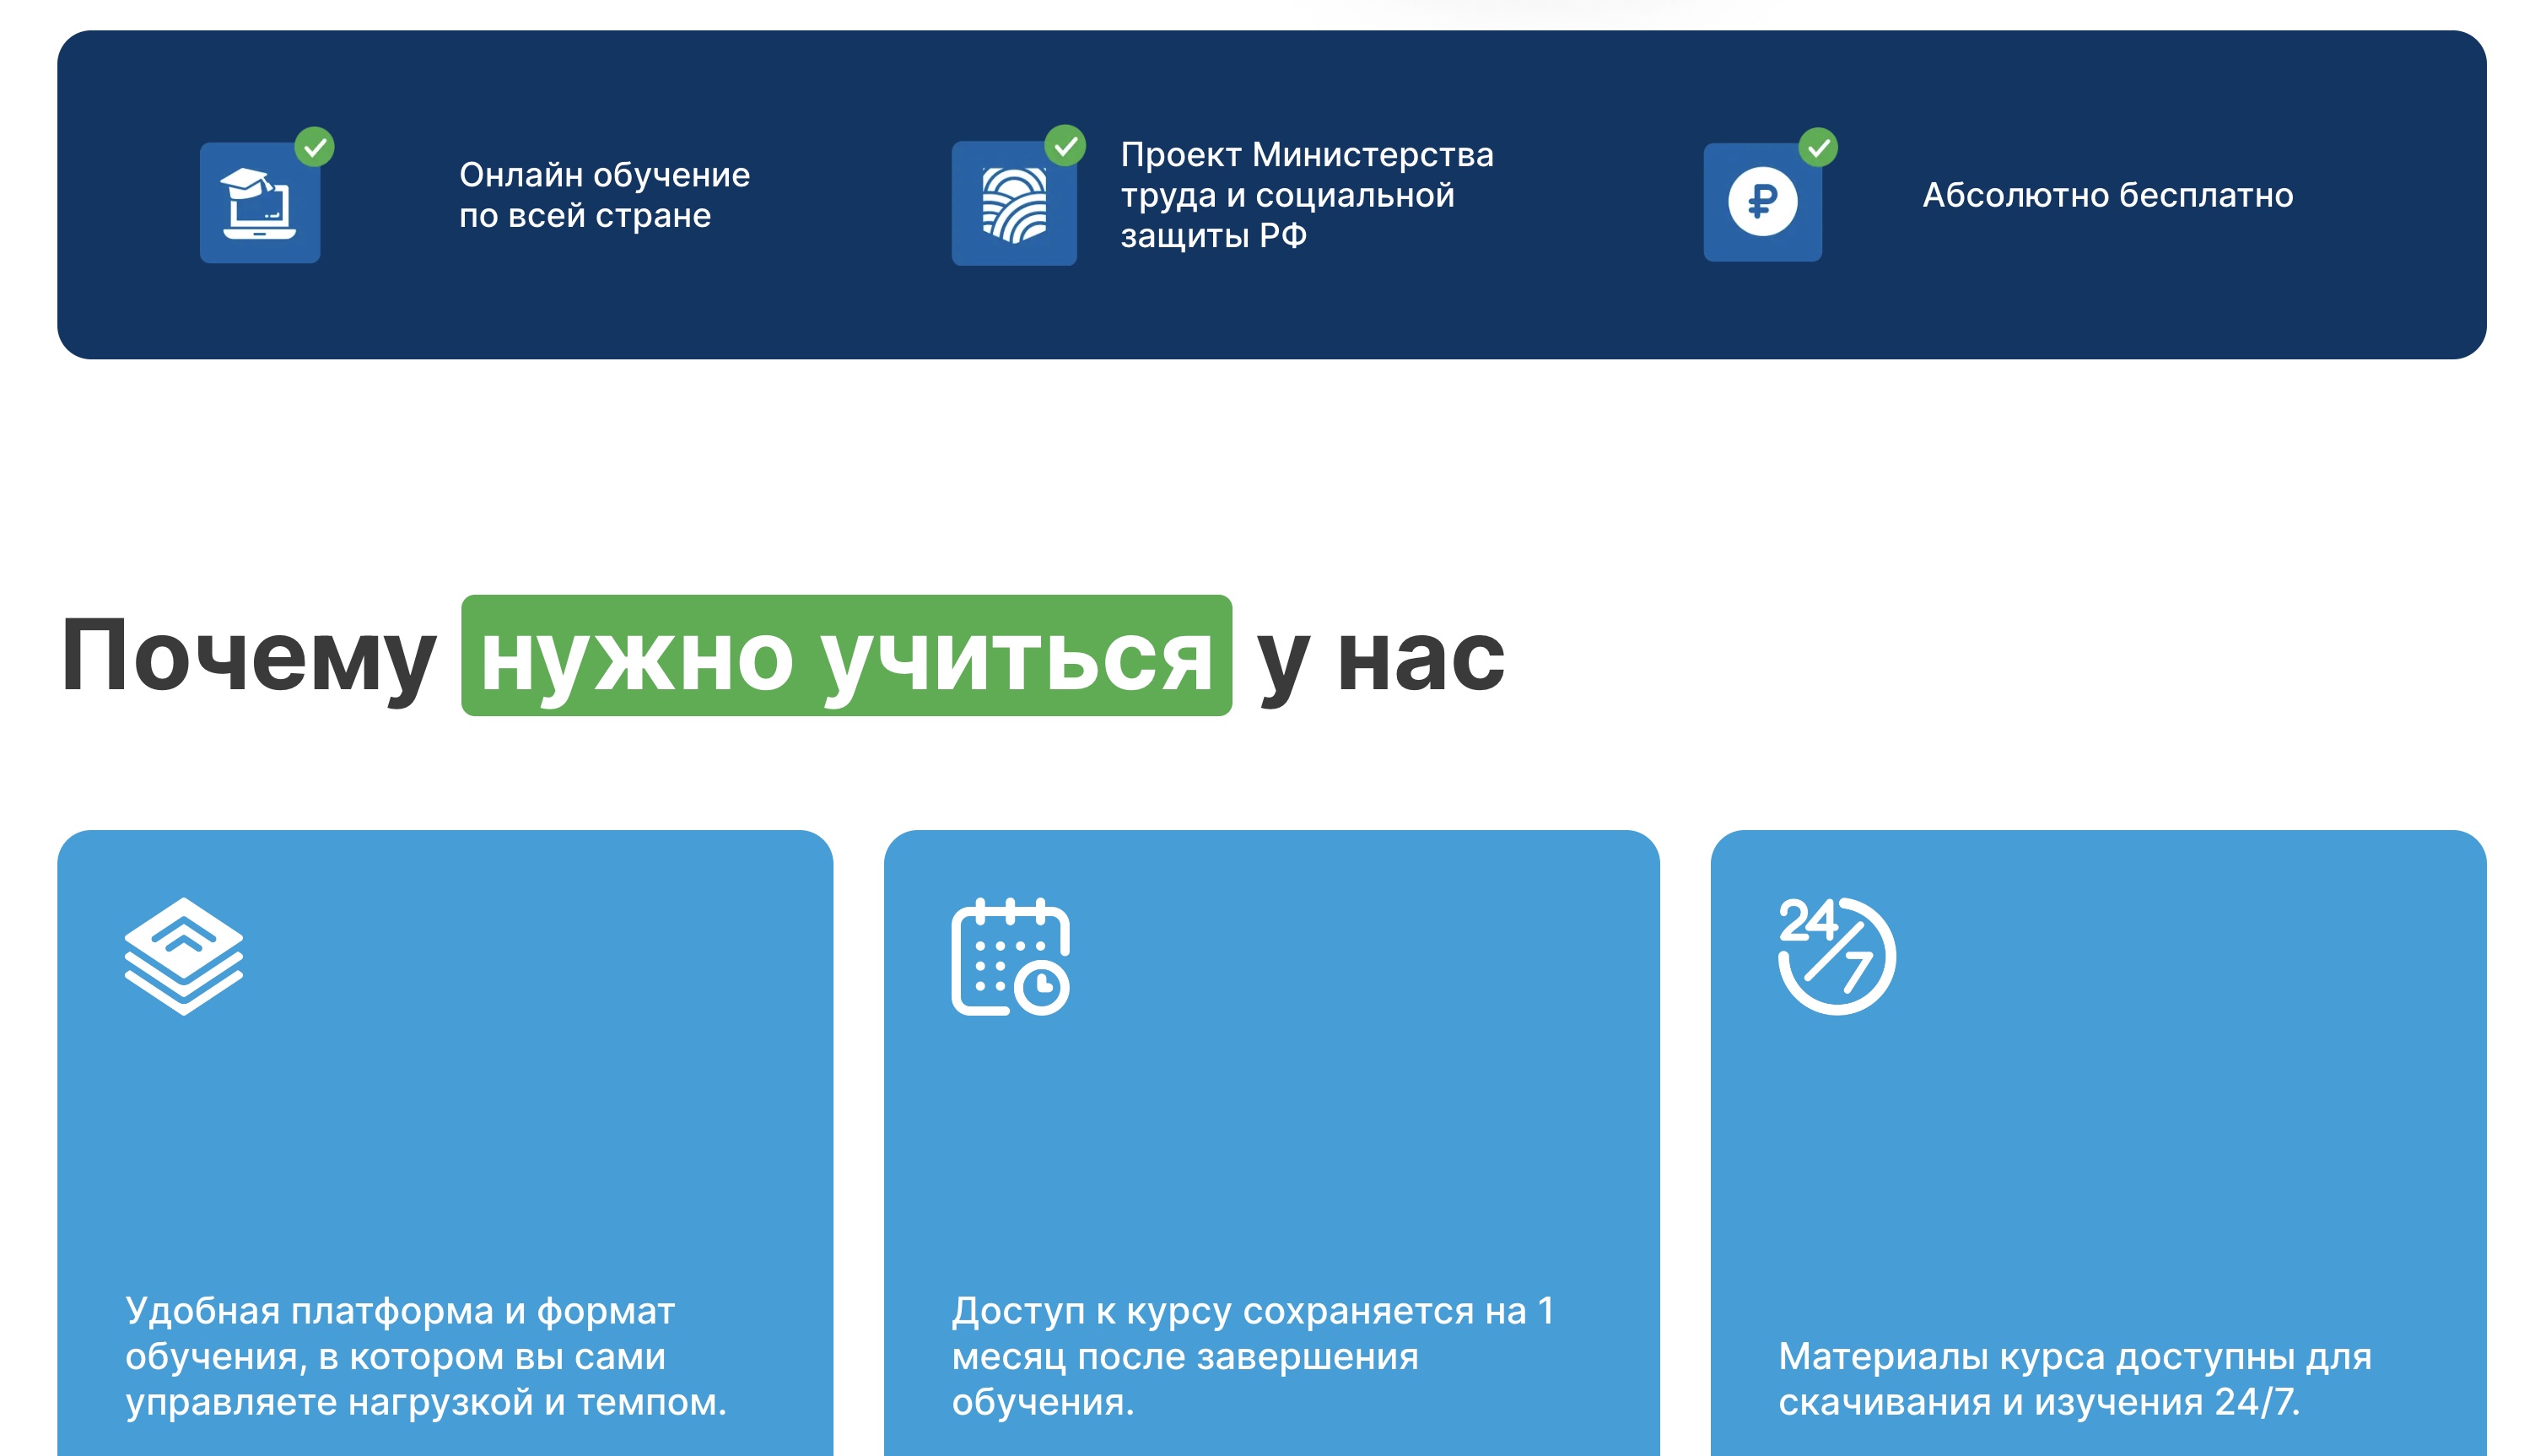 Онлайн обучение
по всей стране
Проект Министерства
труда и социальной
защиты РФ
Абсолютно бесплатно
Почему нужно учиться у нас
24/7
Удобная платформа и формат
обучения, в котором вы сами
управляете нагрузкой и темпом.
Доступ к курсу сохраняется на 1
месяц после завершения
обучения.
Материалы курса доступны для
скачивания и изучения 24/7.